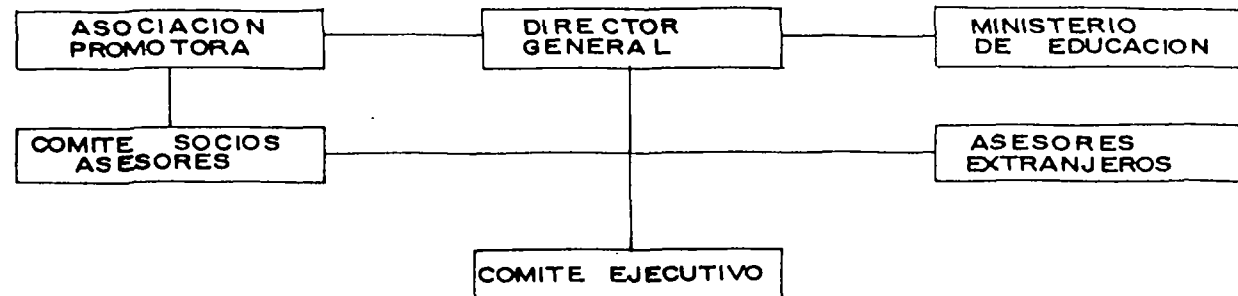 ASOCIACION
PROMOTORA
DIRECTOR
GENERAL
MINISTERIO
DE EDUCACION
COMITE SOCIOS
ASESORES
ASESORES
EXTRANJEROS
COMITE EJECUTIVO